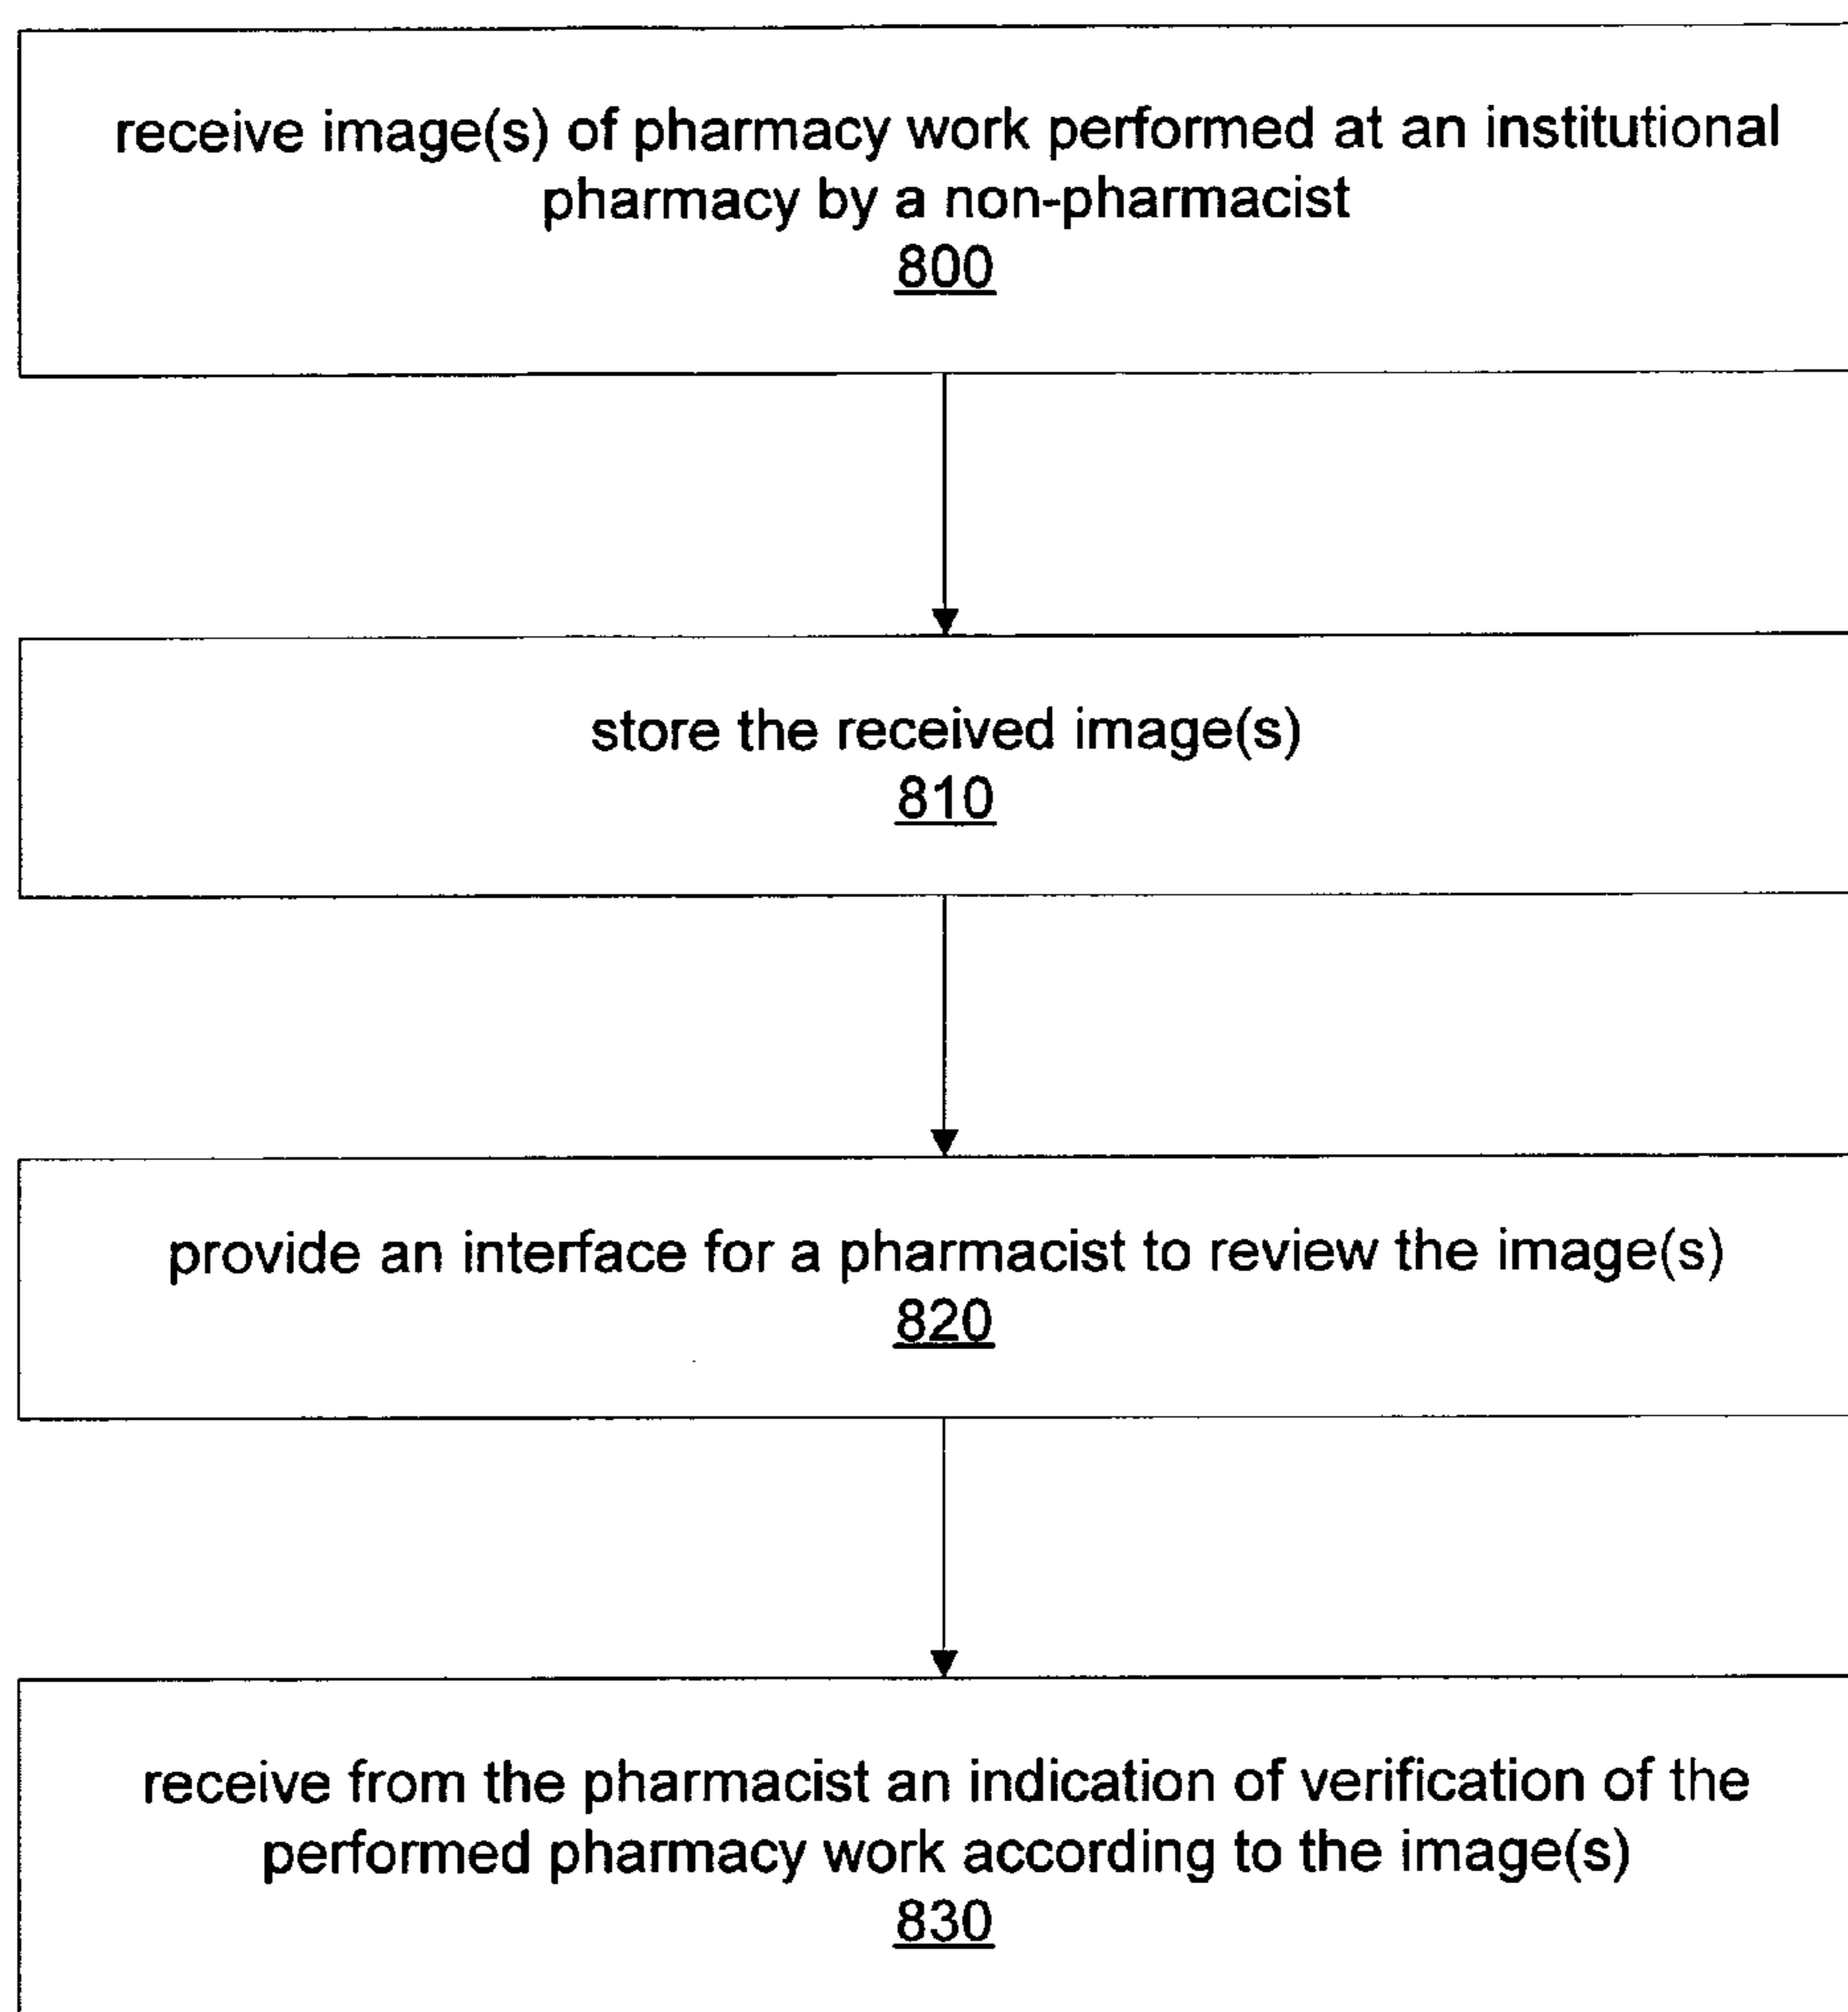 receive image(s) of pharmacy work performed at an institutional
pharmacy by a non-pharmacist
800
store the received image(s)
810
provide an interface for a pharmacist to review the image(s)
820
receive from the pharmacist an indication of verification of the
performed pharmacy work according to the image(s)
830